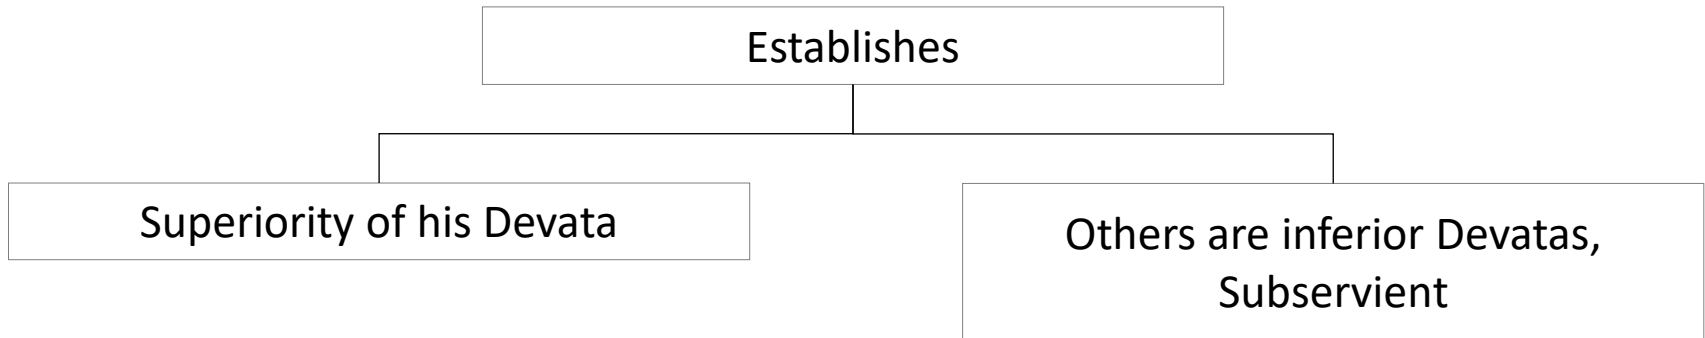 Establishes
Superiority of his Devata
Others are inferior Devatas,
Subservient